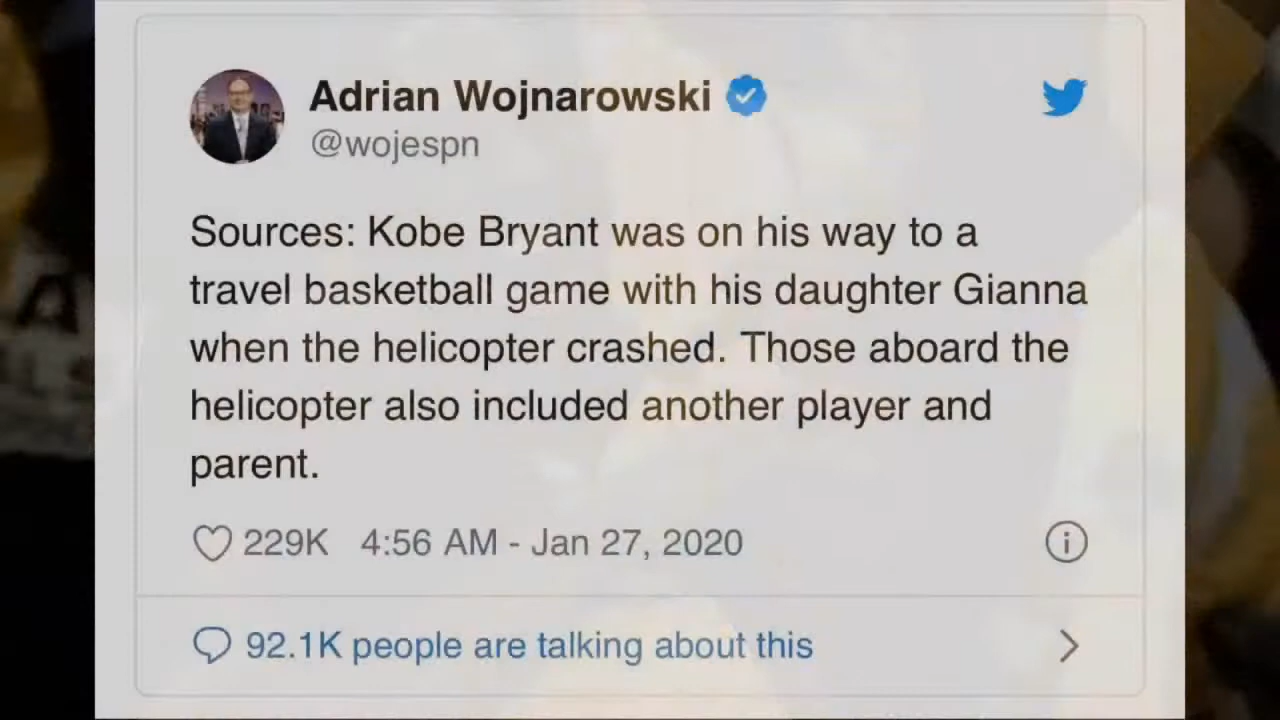 Adrian Wojnarowski
@wojespn
Sources: Kobe Bryant was on his way to a
travel basketball game with his daughter Gianna
when the helicopter crashed. Those aboard the
helicopter also included another player and
parent.
229K 4:56 AM - Jan 27, 2020
92.1K people are talking about this